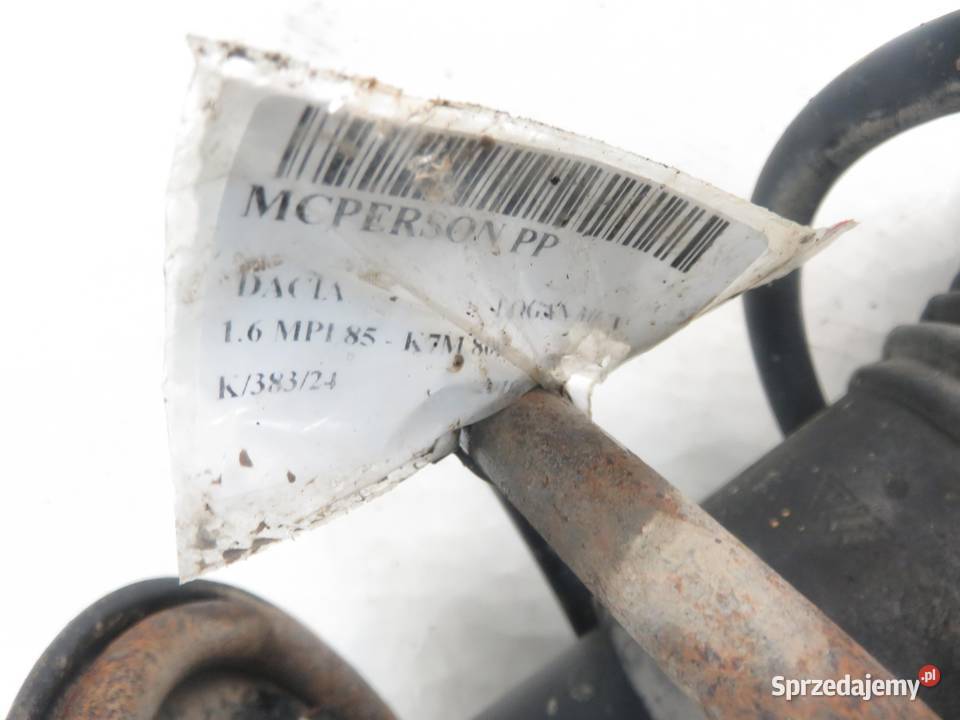 MCPERSON PP
DACIA
1.6 MPI 85 - K7M
K/383/24
Sprzedajemy.pl